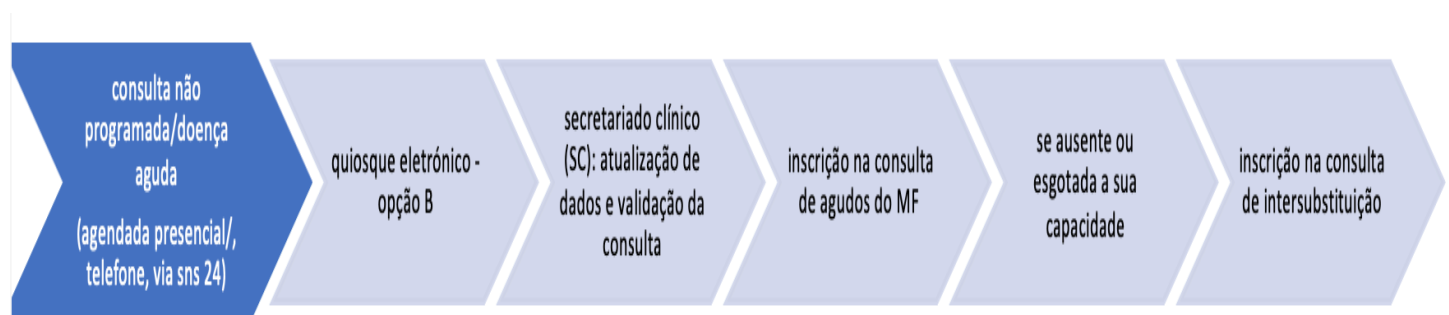 consulta não
programada/doença
aguda
(agendada presencial/,
telefone, via sns 24)
quiosque eletrónico -
opção B
secretariado clínico
(SC): atualização de
dados e validação da
consulta
inscrição na consulta
de agudos do MF
se ausente ou
esgotada a sua
capacidade
inscrição na consulta
de intersubstituição